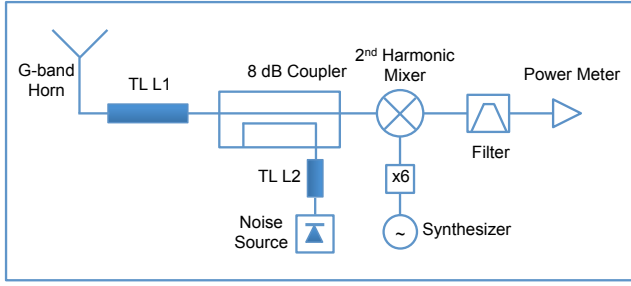 G-band
Horn
TL L1
8 dB Coupler
2nd Harmonic
Mixer
Power Meter
Filter
TL L2
x6
Noise
Source
~
Synthesizer